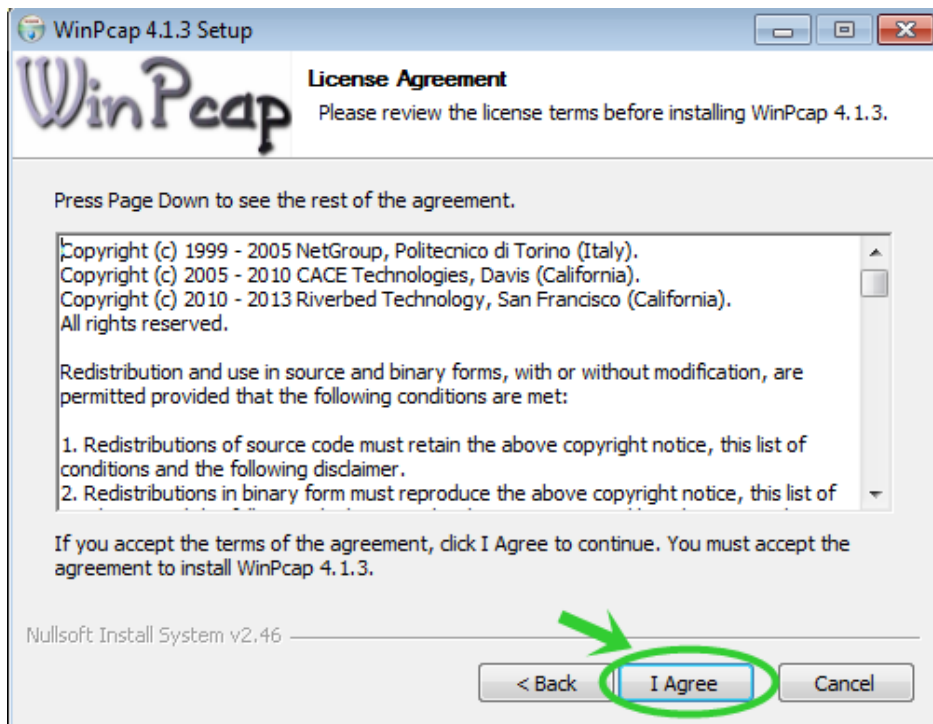 WinPcap 4.1.3 Setup
WinPcap
License Agreement
Please review the license terms before installing WinPcap 4.1.3.
Press Page Down to see the rest of the agreement.
Copyright (c) 1999 - 2005 NetGroup, Politecnico di Torino (Italy).
Copyright (c) 2005 - 2010 CACE Technologies, Davis (California).
Copyright (c) 2010 - 2013 Riverbed Technology, San Francisco (California).
All rights reserved.
Redistribution and use in source and binary forms, with or without modification, are
permitted provided that the following conditions are met:
1. Redistributions of source code must retain the above copyright notice, this list of
conditions and the following disclaimer.
2. Redistributions in binary form must reproduce the above copyright notice, this list of
If you accept the terms of the agreement, click I Agree to continue. You must accept the
agreement to install WinPcap 4.1.3.
Nullsoft Install System v2.46
< Back
I Agree
Cancel